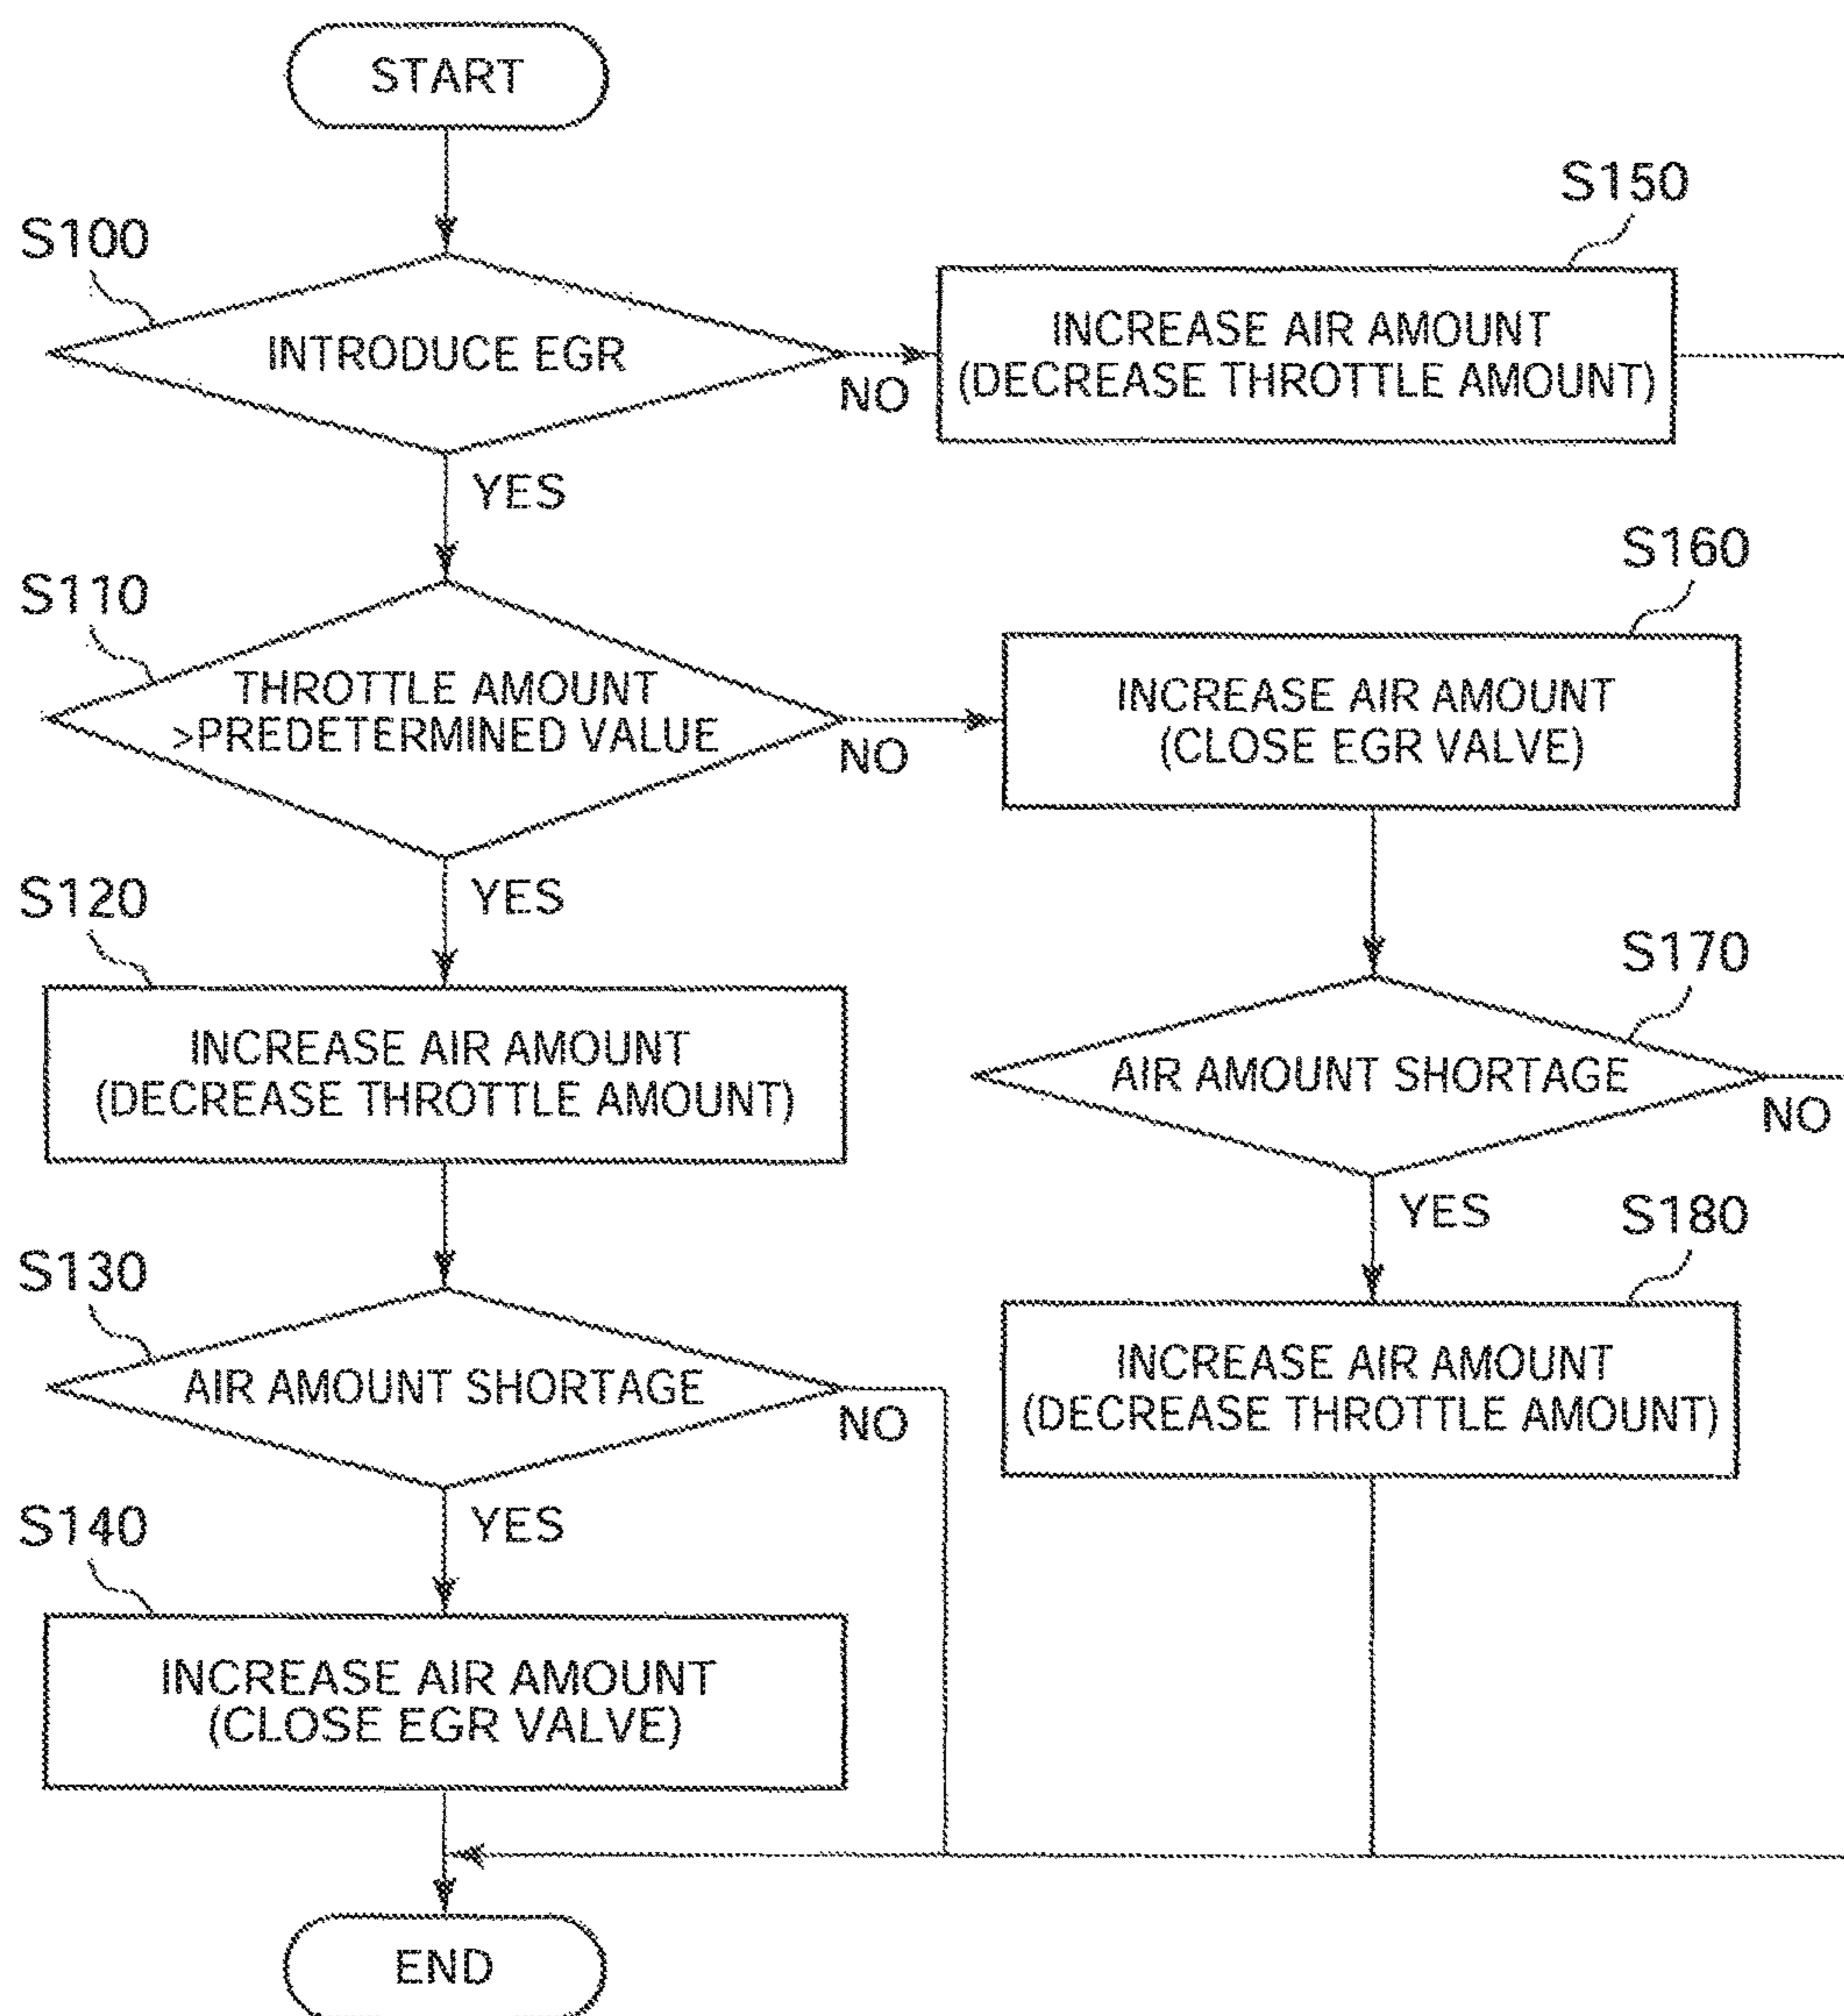 START
S100
INTRODUCE EGR
NO
YES
S150
INCREASE AIR AMOUNT
(DECREASE THROTTLE AMOUNT)
S110
THROTTLE AMOUNT
>PREDETERMINED VALUE
NO
YES
S160
INCREASE AIR AMOUNT
(CLOSE EGR VALVE)
S120
INCREASE AIR AMOUNT
(DECREASE THROTTLE AMOUNT)
S170
AIR AMOUNT SHORTAGE
NO
YES
S130
AIR AMOUNT SHORTAGE
NO
YES
S180
INCREASE AIR AMOUNT
(DECREASE THROTTLE AMOUNT)
S140
INCREASE AIR AMOUNT
(CLOSE EGR VALVE)
END